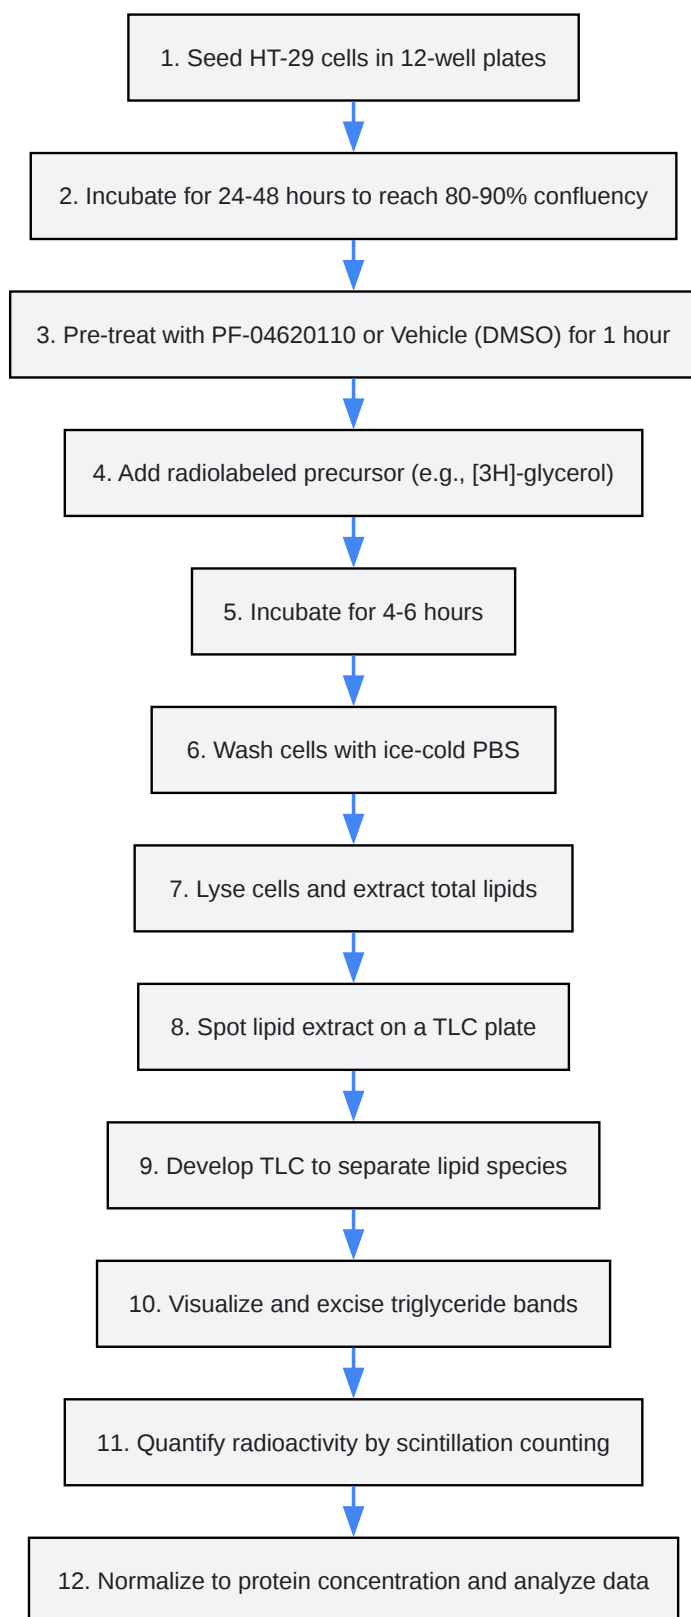 1. Seed HT-29 cells in 12-well plates
2. Incubate for 24-48 hours to reach 80-90% confluency
3. Pre-treat with PF-04620110 or Vehicle (DMSO) for 1 hour
4. Add radiolabeled precursor (e.g., [3H]-glycerol)
5. Incubate for 4-6 hours
6. Wash cells with ice-cold PBS
7. Lyse cells and extract total lipids
8. Spot lipid extract on a TLC plate
9. Develop TLC to separate lipid species
10. Visualize and excise triglyceride bands
11. Quantify radioactivity by scintillation counting
12. Normalize to protein concentration and analyze data